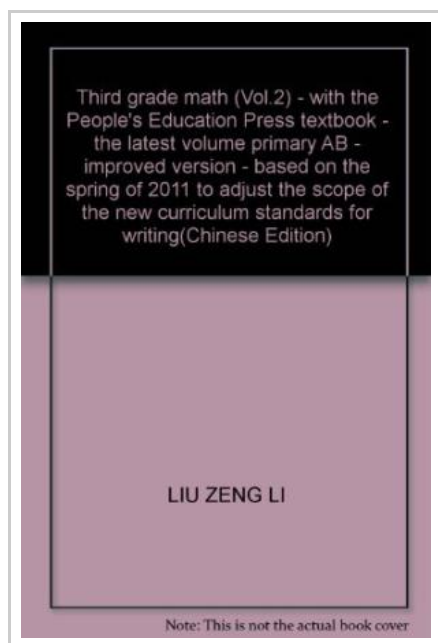 Third grade math (Vol.2) - with the
People's Education Press textbook -
the latest volume primary AB -
improved version - based on the
spring of 2011 to adjust the scope of
the new curriculum standards for
writing(Chinese Edition)
LIU ZENG LI
Note: This is not the actual book cover